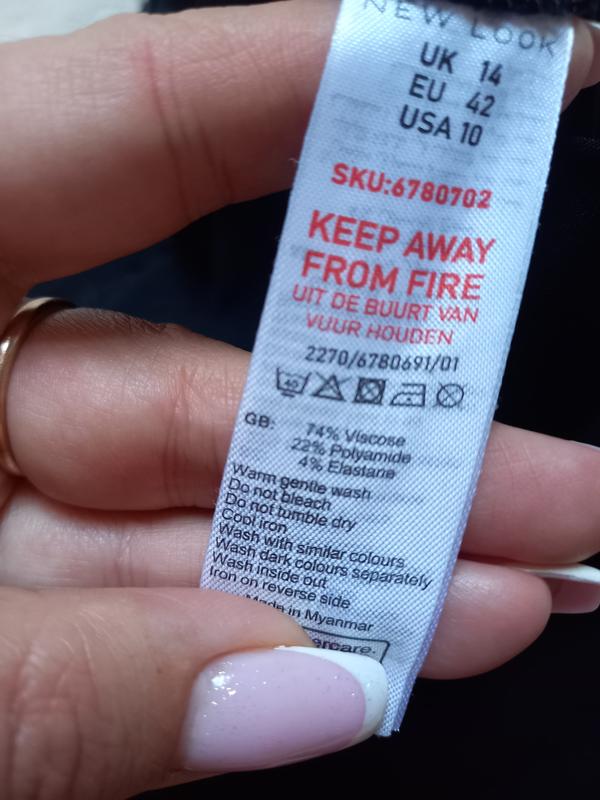 NEW LOOK
UK 14
EU 42
USA 10
SKU:6780702
KEEP AWAY
FROM FIRE
UIT DE BUURT VAN
VUUR HOUDEN
2270/6780691/01
40
GB: 74% Viscose
22% Polyamide
4% Elastane
Warm gentle wash
Do not bleach
Do not tumble dry
Cool iron
Wash with similar colours
Wash dark colours separately
Wash inside out
Iron on reverse side
Made in Myanmar